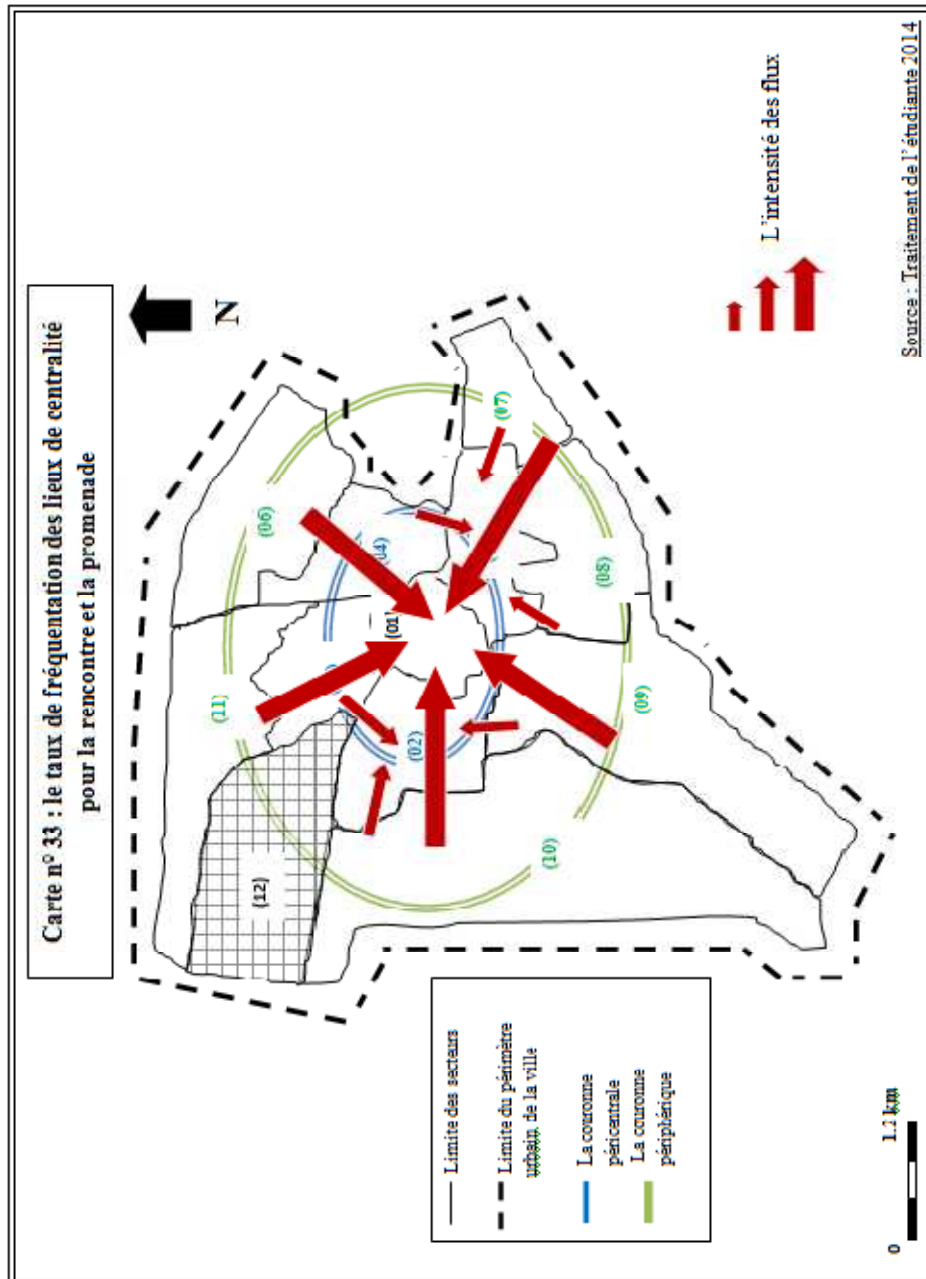 Carte n° 33 : le taux de fréquentation des lieux de centralité
pour la rencontre et la promenade
N
(06)
(11)
(04)
(01)
(07)
(02)
(12)
(08)
(09)
(10)
Limite des secteurs
Limite du périmètre
urbain de la ville
La couronne
péricentrale
La couronne
périphérique
L'intensité des flux
0
1.2 km
Source : Traitement de l'étudiante 2014